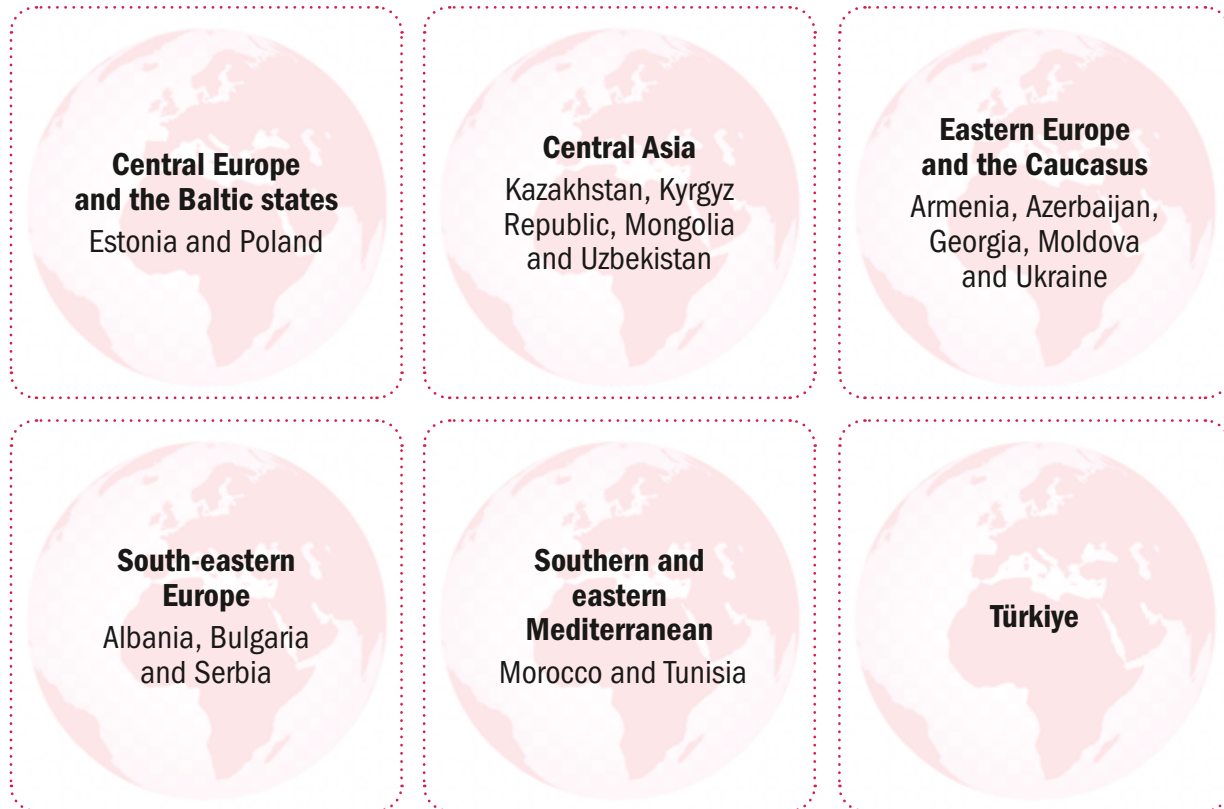 Central Europe
and the Baltic states
Estonia and Poland
Central Asia
Kazakhstan, Kyrgyz
Republic, Mongolia
and Uzbekistan
Eastern Europe
and the Caucasus
Armenia, Azerbaijan,
Georgia, Moldova
and Ukraine
South-eastern
Europe
Albania, Bulgaria
and Serbia
Southern and
eastern
Mediterranean
Morocco and Tunisia
Türkiye